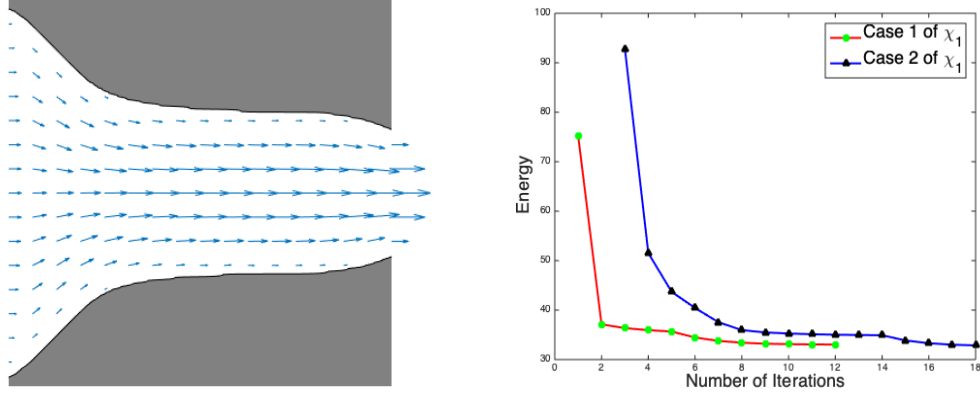 100
90
80
70
60
50
40
30
Energy
Case 1 of χ1
Case 2 of χ1
0 2 4 6 8 10 12 14 16 18
Number of Iterations